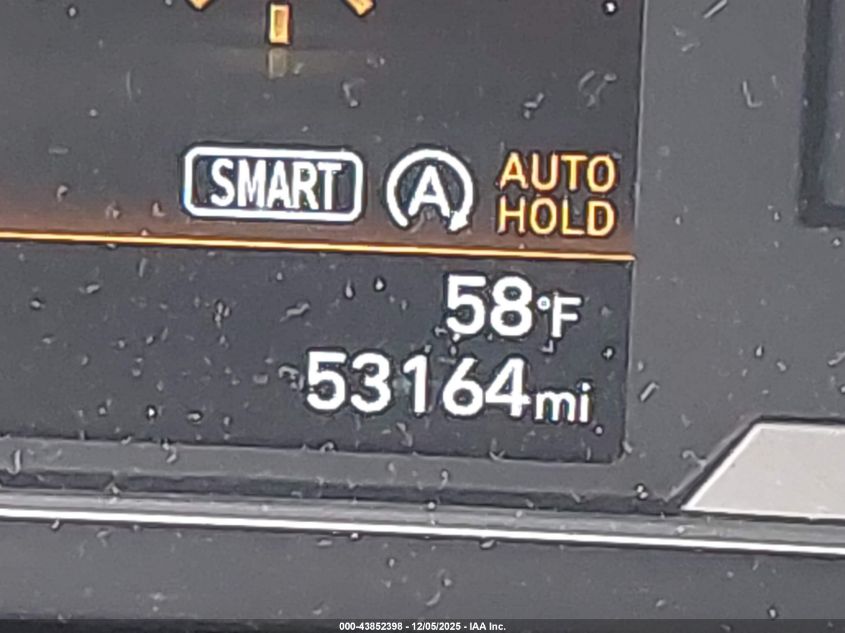 SMART A AUTO HOLD
58°F
53164mi
000-43852398 - 12/05/2025 - IAA Inc.